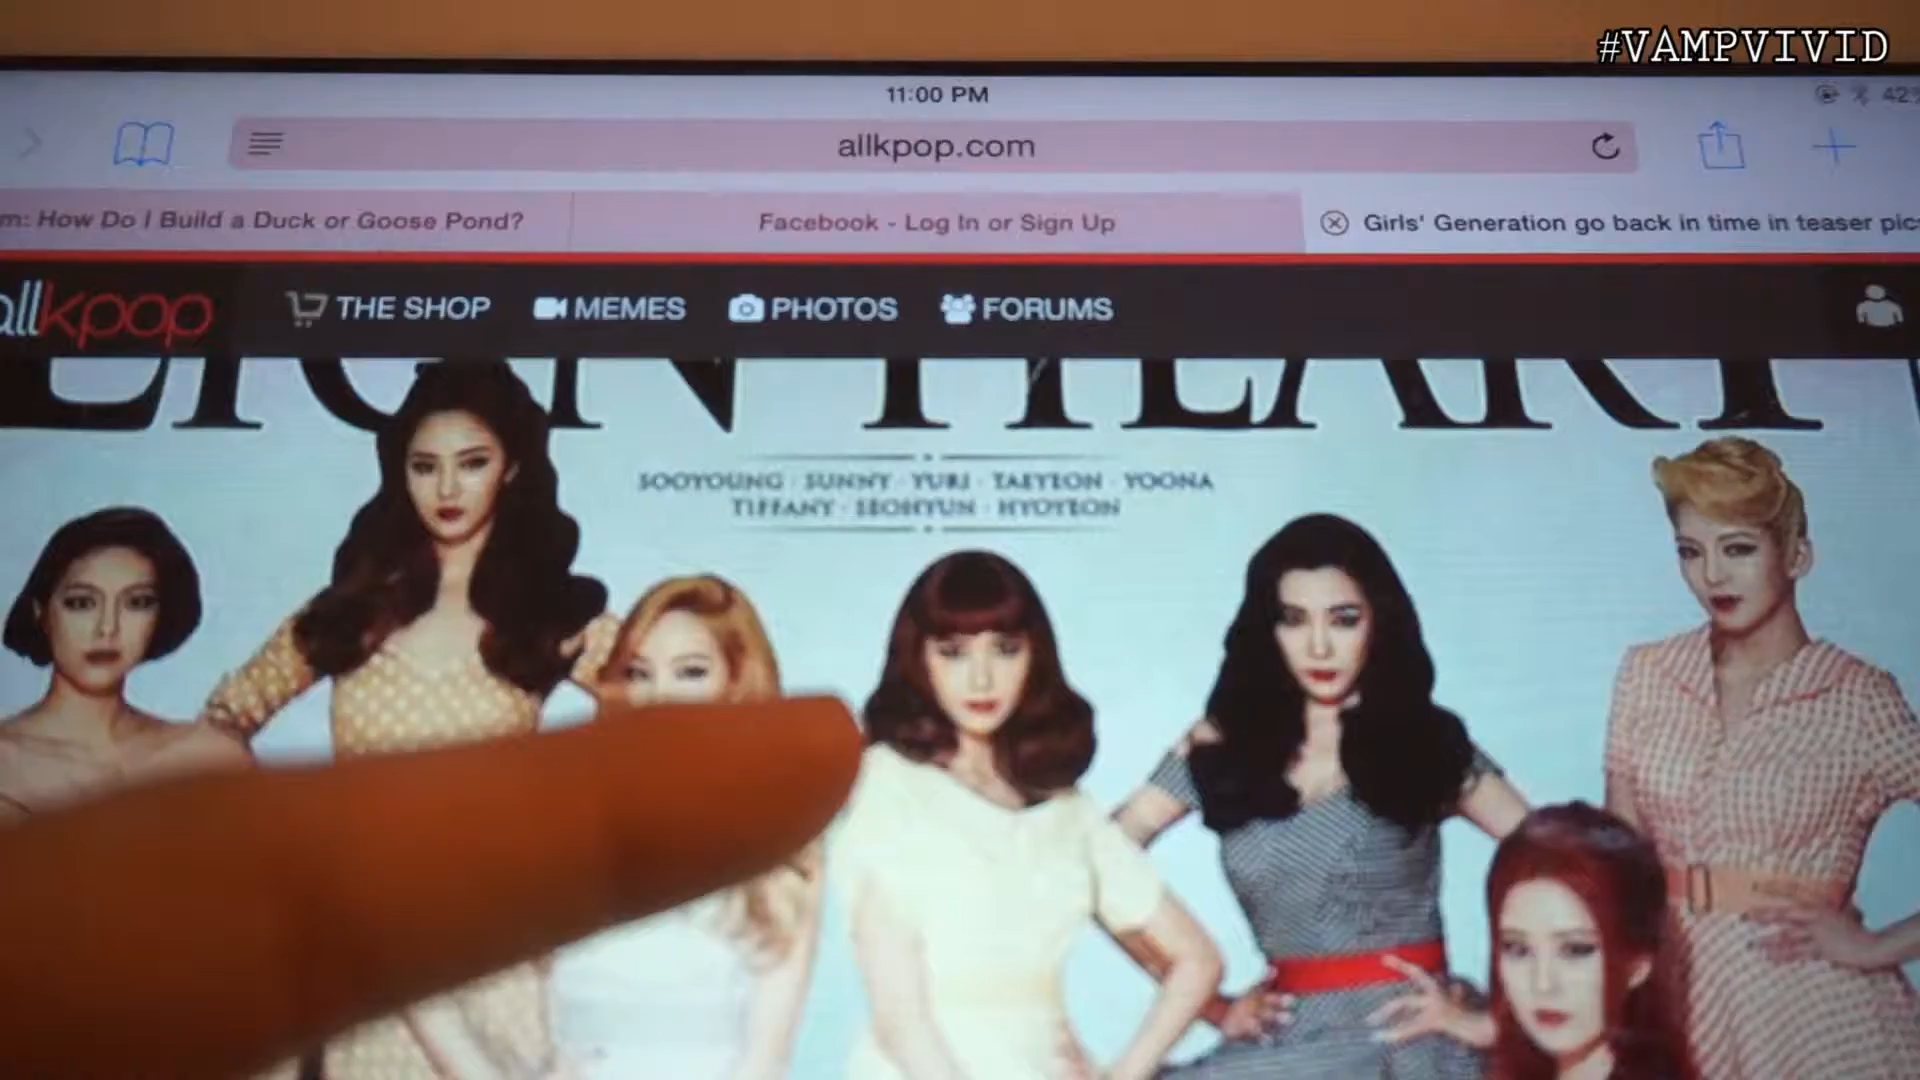 #VAMPVIVID
11:00 PM
42%
allkpop.com
m: How Do I Build a Duck or Goose Pond?
Facebook - Log In or Sign Up
Girls' Generation go back in time in teaser pic
allkpop
THE SHOP
MEMES
PHOTOS
FORUMS
HEART
SOOYOUNG · SUNNY · YURI · TAEYEON · YOONA
TIFFANY · SEOHYUN · HYOYEON